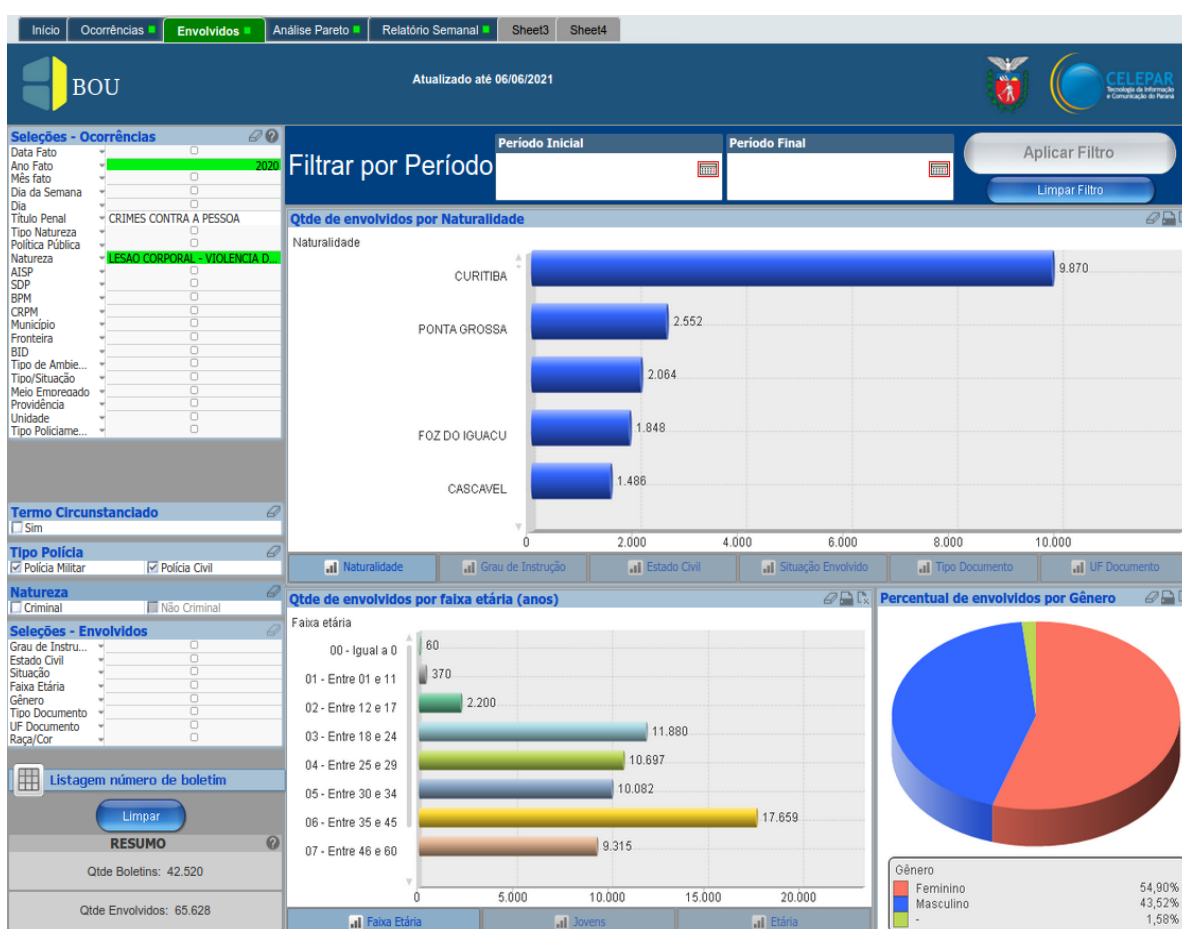 Início Ocorrências Envolvidos Análise Pareto Relatório Semanal Sheet3 Sheet4
BOU
Atualizado até 06/06/2021
CELEPAR
Tecnologia da Informação
e Comunicação do Paraná
Seleções - Ocorrências
Data Fato
Ano Fato 2020
Mês fato
Dia da Semana
Dia
Título Penal CRIMES CONTRA A PESSOA
Tipo Natureza
Política Pública
Natureza LESAO CORPORAL - VIOLENCIA D...
AISP
SDP
BPM
CRPM
Município
Fronteira
BID
Tipo de Ambie...
Tipo/Situação
Meio Empregado
Providência
Unidade
Tipo Policiame...
Termo Circunstanciado
Sim
Tipo Polícia
Polícia Militar Polícia Civil
Natureza
Criminal Não Criminal
Seleções - Envolvidos
Grau de Instru...
Estado Civil
Situação
Faixa Etária
Gênero
Tipo Documento
UF Documento
Raça/Cor
Listagem número de boletim
Limpar
RESUMO
Qtde Boletins: 42.520
Qtde Envolvidos: 65.628
Filtrar por Período
Período Inicial
Período Final
Aplicar Filtro
Limpar Filtro
Qtde de envolvidos por Naturalidade
Naturalidade
CURITIBA 9.870
PONTA GROSSA 2.552
2.064
FOZ DO IGUACU 1.848
CASCAVEL 1.486
0 2.000 4.000 6.000 8.000 10.000
Naturalidade Grau de Instrução Estado Civil Situação Envolvido Tipo Documento UF Documento
Qtde de envolvidos por faixa etária (anos)
Faixa etária
00 - Igual a 0 60
01 - Entre 01 e 11 370
02 - Entre 12 e 17 2.200
03 - Entre 18 e 24 11.880
04 - Entre 25 e 29 10.697
05 - Entre 30 e 34 10.082
06 - Entre 35 e 45 17.659
07 - Entre 46 e 60 9.315
0 5.000 10.000 15.000 20.000
Faixa Etária Jovens Etária
Percentual de envolvidos por Gênero
Gênero
Feminino 54,90%
Masculino 43,52%
- 1,58%